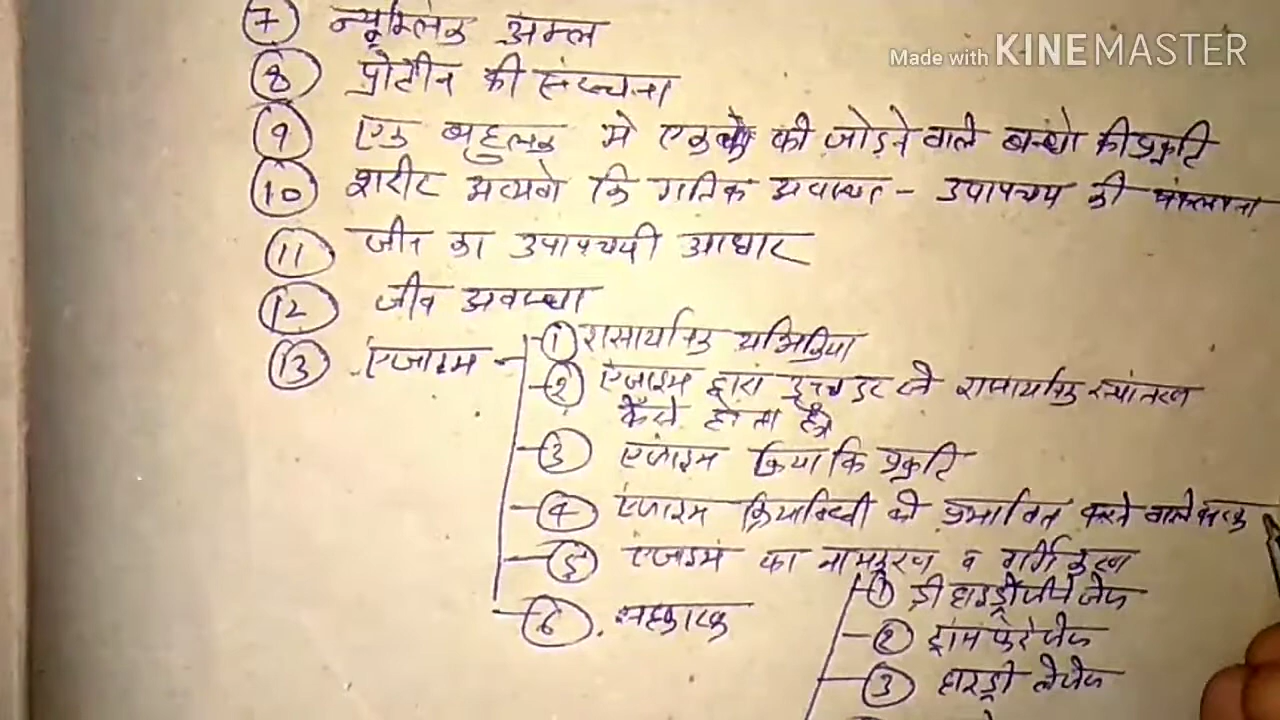 7 न्यूक्लिक अम्ल
Made with KINEMASTER
8 प्रोटीन की संरचना
9 एक बहुलक मे एकलको को जोड़ने वाले बन्धो की प्रकृति
10 शरीर अवयवो कि गतिक अवस्था - उपापचय की संकल्पना
11 जीव का उपापचयी आधार
12 जीव अवस्था
13 एंजाइम
1 रासायनिक अभिक्रिया
2 एंजाइम द्वारा उच्च दर से रासायनिक रूपांतरण
कैसे होता है
3 एंजाइम क्रिया कि प्रकृति
4 एंजाइम क्रियाविधी को प्रभावित करने वाले कारक
5 एंजाइम का नामकरण व वर्गीकरण
1 डीहाइड्रोजीनेजेज
6 सहकारक
2 ट्रांसफेरेजेज
3 हाइड्रोलेजेज